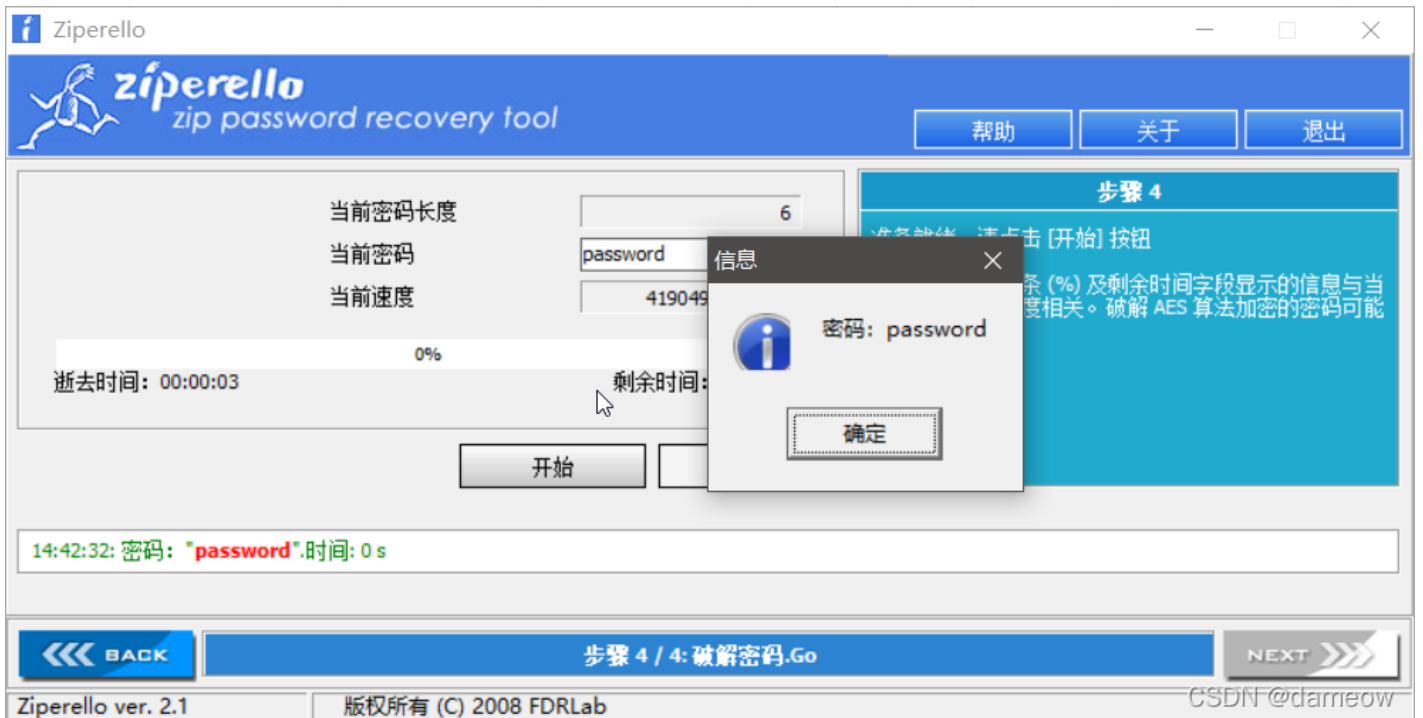 Ziperello
ziperello
zip password recovery tool
帮助
关于
退出
当前密码长度
6
当前密码
password
当前速度
419049
0%
逝去时间：00:00:03
剩余时间:
开始
步骤 4
准备就绪，请点击 [开始] 按钮
条 (%) 及剩余时间字段显示的信息与当
度相关。破解 AES 算法加密的密码可能
信息
密码：password
确定
14:42:32: 密码："password".时间: 0 s
BACK
步骤 4 / 4: 破解密码.Go
NEXT
Ziperello ver. 2.1
版权所有 (C) 2008 FDRLab
CSDN @dameow